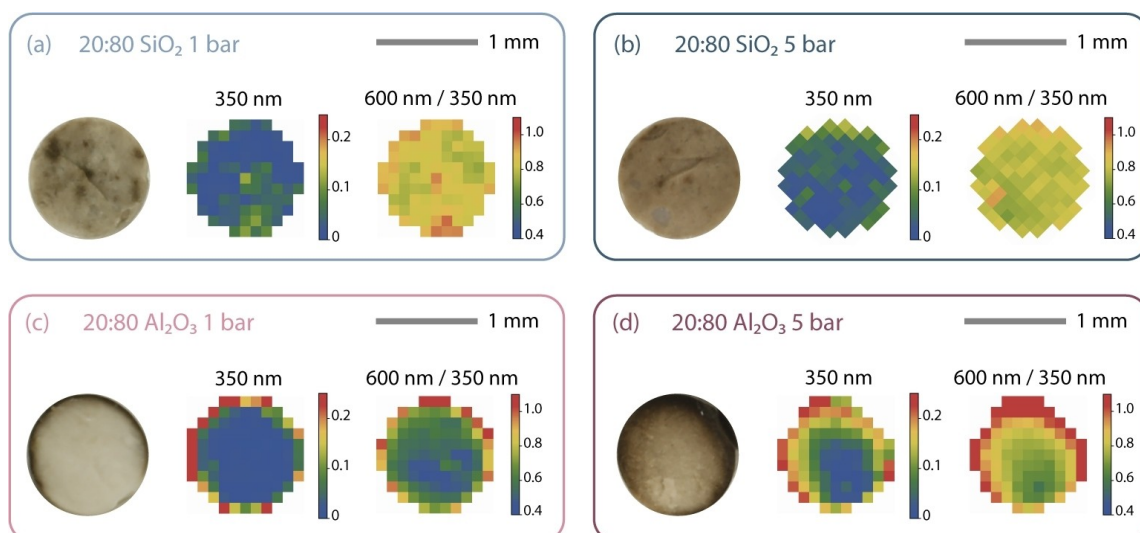 (a) 20:80 SiO₂ 1 bar
1 mm
350 nm
600 nm / 350 nm
0.2
0.1
0
1.0
0.8
0.6
0.4
(b) 20:80 SiO₂ 5 bar
1 mm
350 nm
600 nm / 350 nm
0.2
0.1
0
1.0
0.8
0.6
0.4
(c) 20:80 Al₂O₃ 1 bar
1 mm
350 nm
600 nm / 350 nm
0.2
0.1
0
1.0
0.8
0.6
0.4
(d) 20:80 Al₂O₃ 5 bar
1 mm
350 nm
600 nm / 350 nm
0.2
0.1
0
1.0
0.8
0.6
0.4